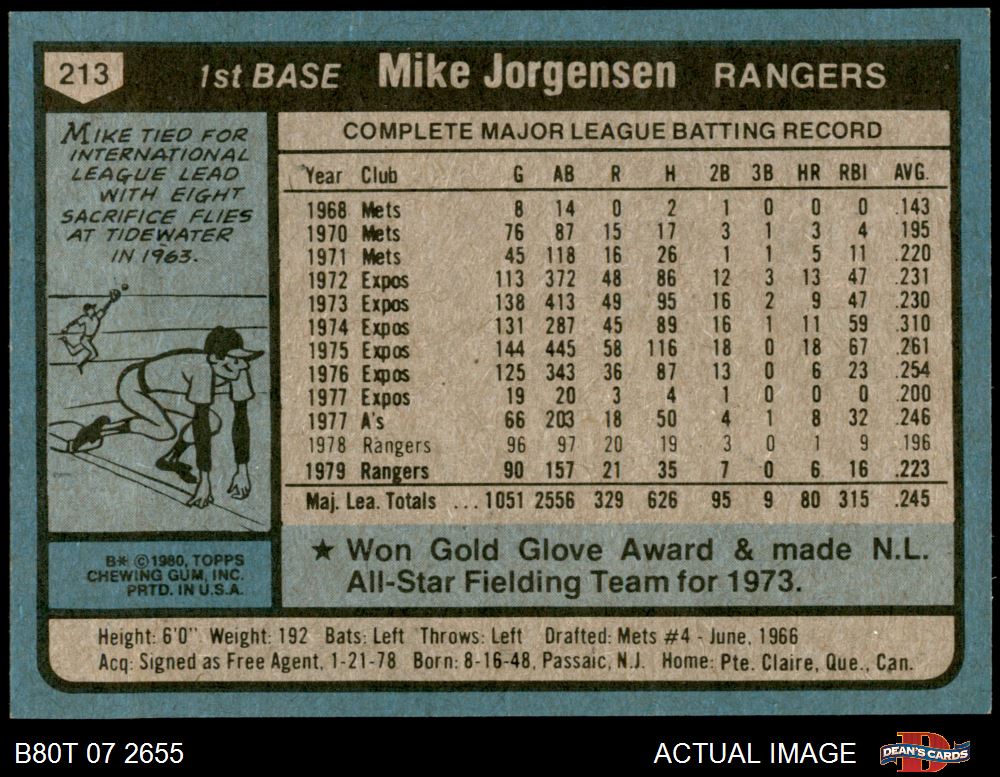 213 1st BASE Mike Jorgensen RANGERS
MIKE TIED FOR
INTERNATIONAL
LEAGUE LEAD
WITH EIGHT
SACRIFICE FLIES
AT TIDEWATER
IN 1963.
COMPLETE MAJOR LEAGUE BATTING RECORD
Year Club G AB R H 2B 3B HR RBI AVG.
1968 Mets 8 14 0 2 1 0 0 0 .143
1970 Mets 76 87 15 17 3 1 3 4 .195
1971 Mets 45 118 16 26 1 1 5 11 .220
1972 Expos 113 372 48 86 12 3 13 47 .231
1973 Expos 138 413 49 95 16 2 9 47 .230
1974 Expos 131 287 45 89 16 1 11 59 .310
1975 Expos 144 445 58 116 18 0 18 67 .261
1976 Expos 125 343 36 87 13 0 6 23 .254
1977 Expos 19 20 3 4 1 0 0 0 .200
1977 A's 66 203 18 50 4 1 8 32 .246
1978 Rangers 96 97 20 19 3 0 1 9 .196
1979 Rangers 90 157 21 35 7 0 6 16 .223
Maj. Lea. Totals ... 1051 2556 329 626 95 9 80 315 .245
★ Won Gold Glove Award & made N.L.
All-Star Fielding Team for 1973.
B* © 1980, TOPPS
CHEWING GUM, INC.
PRTD. IN U.S.A.
Height: 6'0" Weight: 192 Bats: Left Throws: Left Drafted: Mets #4 - June, 1966
Acq: Signed as Free Agent, 1-21-78 Born: 8-16-48, Passaic, N.J. Home: Pte. Claire, Que., Can.
B80T 07 2655 ACTUAL IMAGE D DEAN'S CARDS